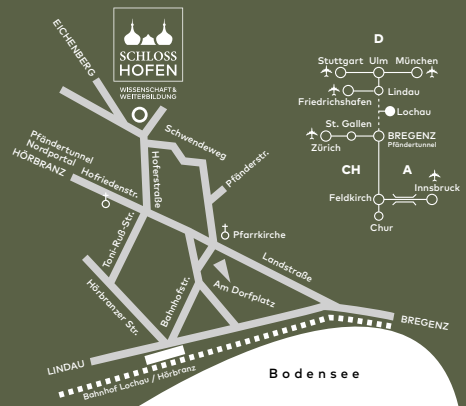 SCHLOSS
HOFEN
WISSENSCHAFT &
WEITERBILDUNG
EICHENBERG
Schwendeweg
Pfändertunnel
Nordportal
HÖRBRANZ
Hofriedenstr.
Hoferstraße
Pfänderstr.
Pfarrkirche
Toni-Ruß-Str.
Landstraße
Am Dorfplatz
Hörbranzer Str.
Bahnhofstr.
LINDAU
Bahnhof Lochau / Hörbranz
BREGENZ
Bodensee
D
Stuttgart
Ulm
München
Lindau
Friedrichshafen
Lochau
St. Gallen
BREGENZ
Pfändertunnel
Zürich
CH
A
Innsbruck
Feldkirch
Chur